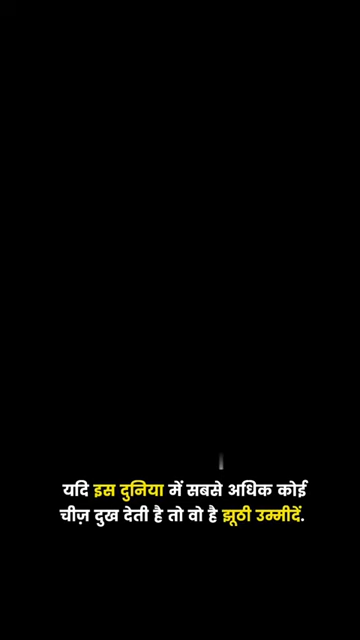 यदि इस दुनिया में सबसे अधिक कोई
चीज़ दुख देती है तो वो है झूठी उम्मीदें.